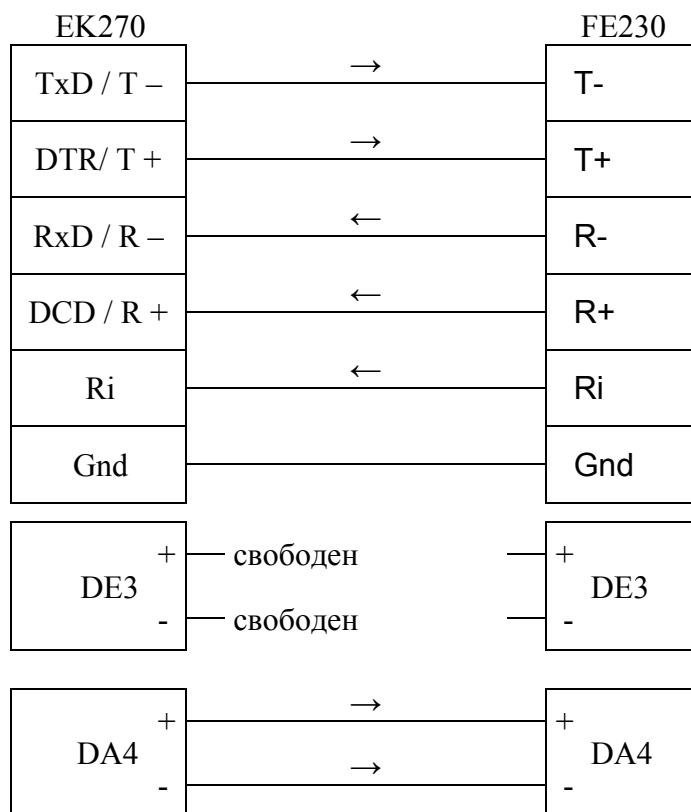 EK270 FE230
TxD / T – → T-
DTR/ T + → T+
RxD / R – ← R-
DCD / R + ← R+
Ri ← Ri
Gnd Gnd
+ свободен +
DE3 DE3
- свободен -
+ → +
DA4 DA4
- → -